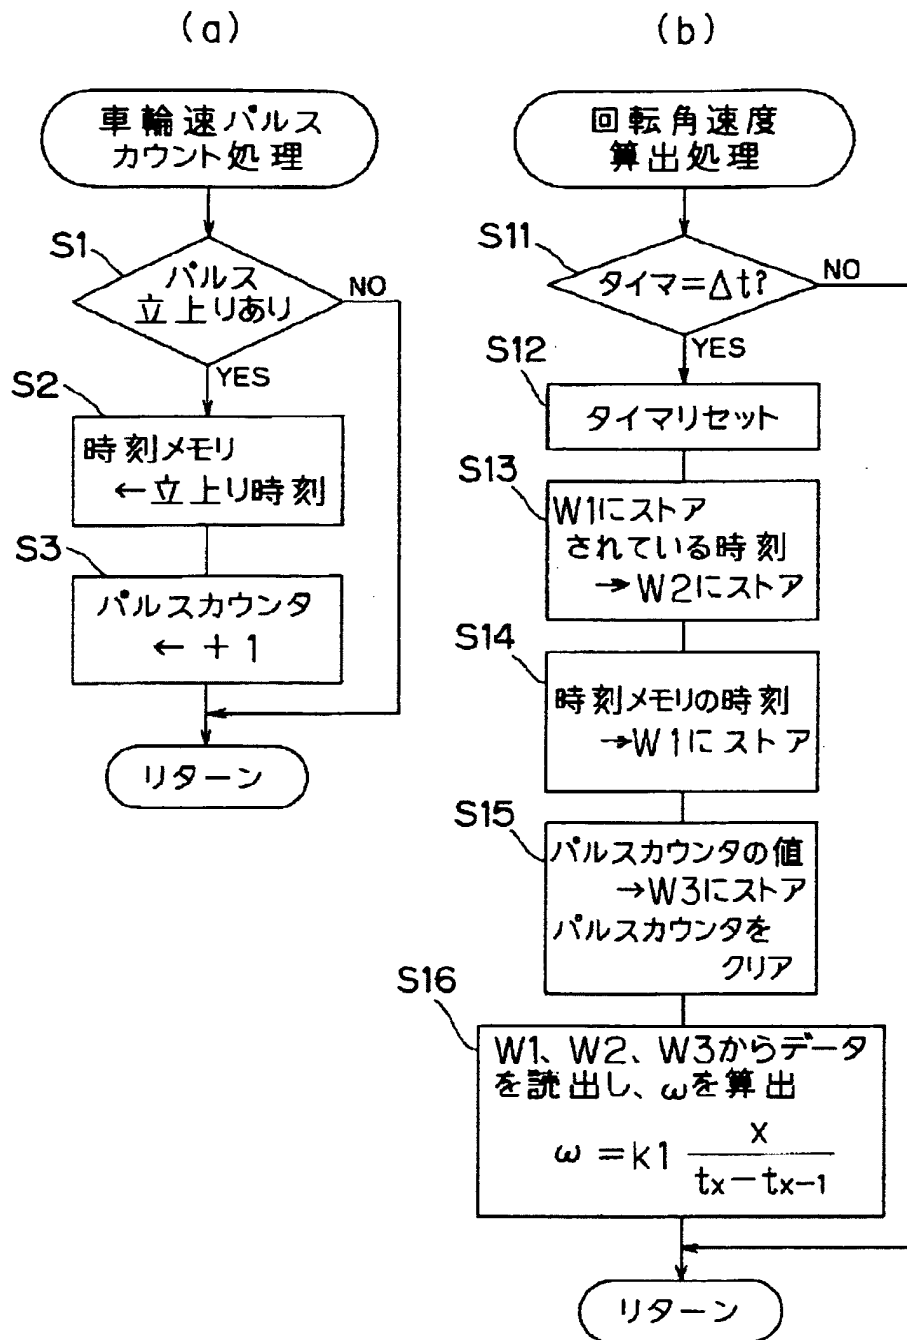 (a)
車輪速パルス
カウント処理
S1
パルス
立上りあり
NO
YES
S2
時刻メモリ
←立上り時刻
S3
パルスカウンタ
← +1
リターン
(b)
回転角速度
算出処理
S11
タイマ=Δt?
NO
YES
S12
タイマリセット
S13
W1にストア
されている時刻
→W2にストア
S14
時刻メモリの時刻
→W1にストア
S15
パルスカウンタの値
→W3にストア
パルスカウンタを
クリア
S16
W1、W2、W3からデータ
を読出し、ωを算出
ω=k1 x/(tx-tx-1)
リターン